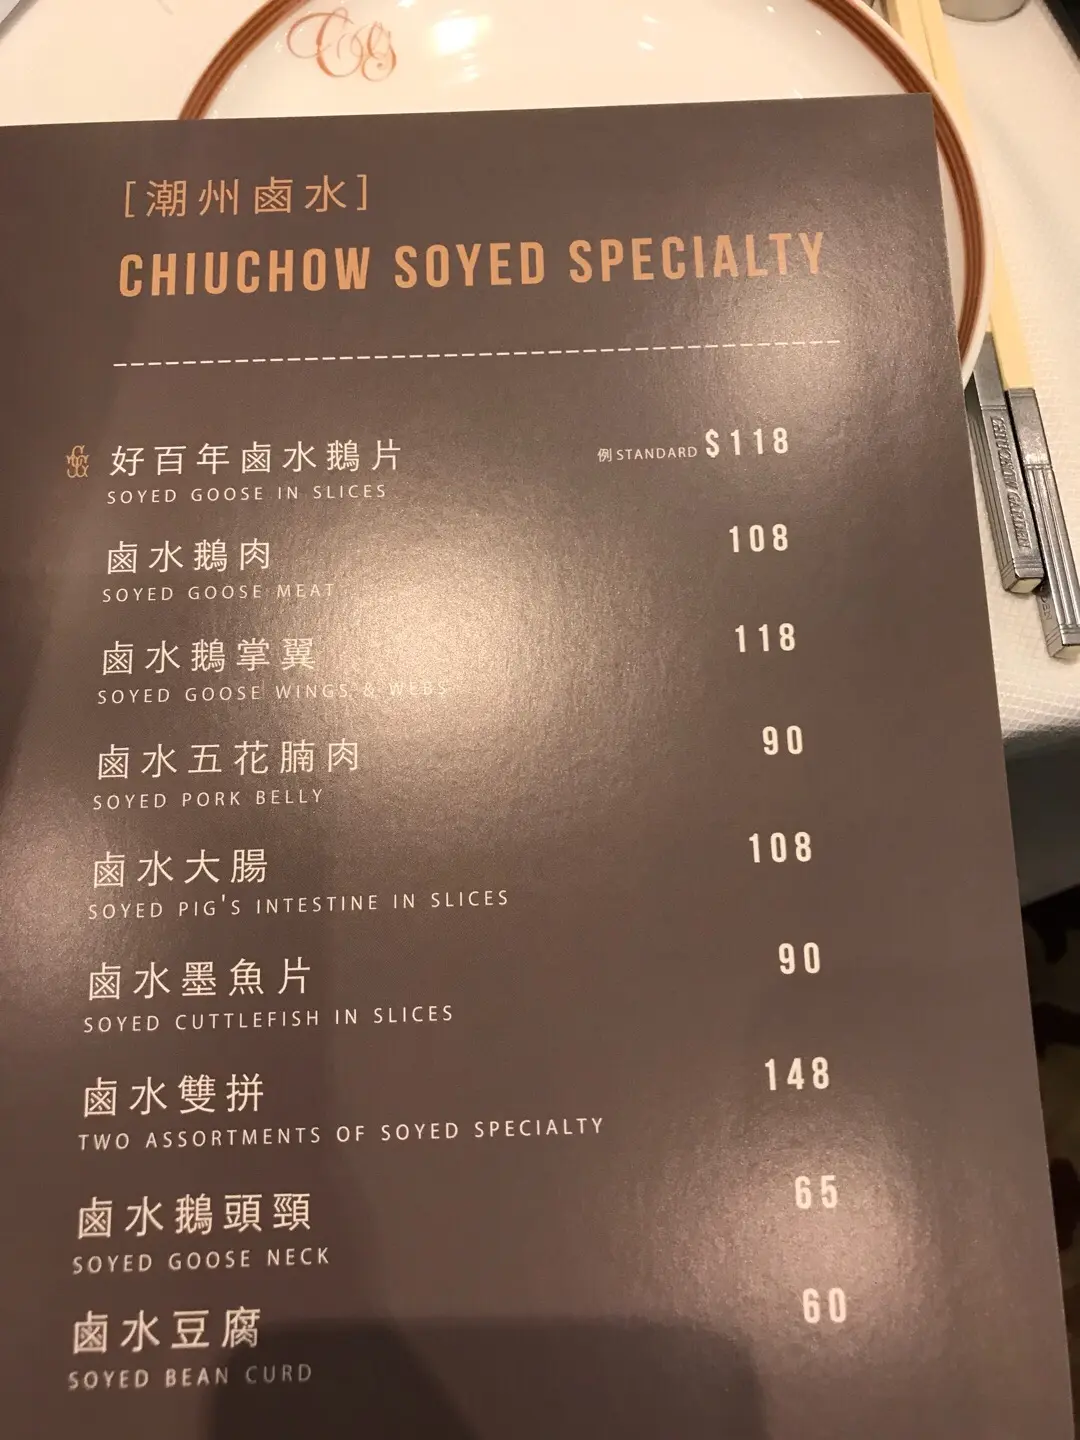 CG
[潮州鹵水]
CHIUCHOW SOYED SPECIALTY
好百年鹵水鵝片 例 STANDARD $118
SOYED GOOSE IN SLICES
鹵水鵝肉 108
SOYED GOOSE MEAT
鹵水鵝掌翼 118
SOYED GOOSE WINGS & WEBS
鹵水五花腩肉 90
SOYED PORK BELLY
鹵水大腸 108
SOYED PIG'S INTESTINE IN SLICES
鹵水墨魚片 90
SOYED CUTTLEFISH IN SLICES
鹵水雙拼 148
TWO ASSORTMENTS OF SOYED SPECIALTY
鹵水鵝頭頸 65
SOYED GOOSE NECK
鹵水豆腐 60
SOYED BEAN CURD
CHIUCHOW GARDEN